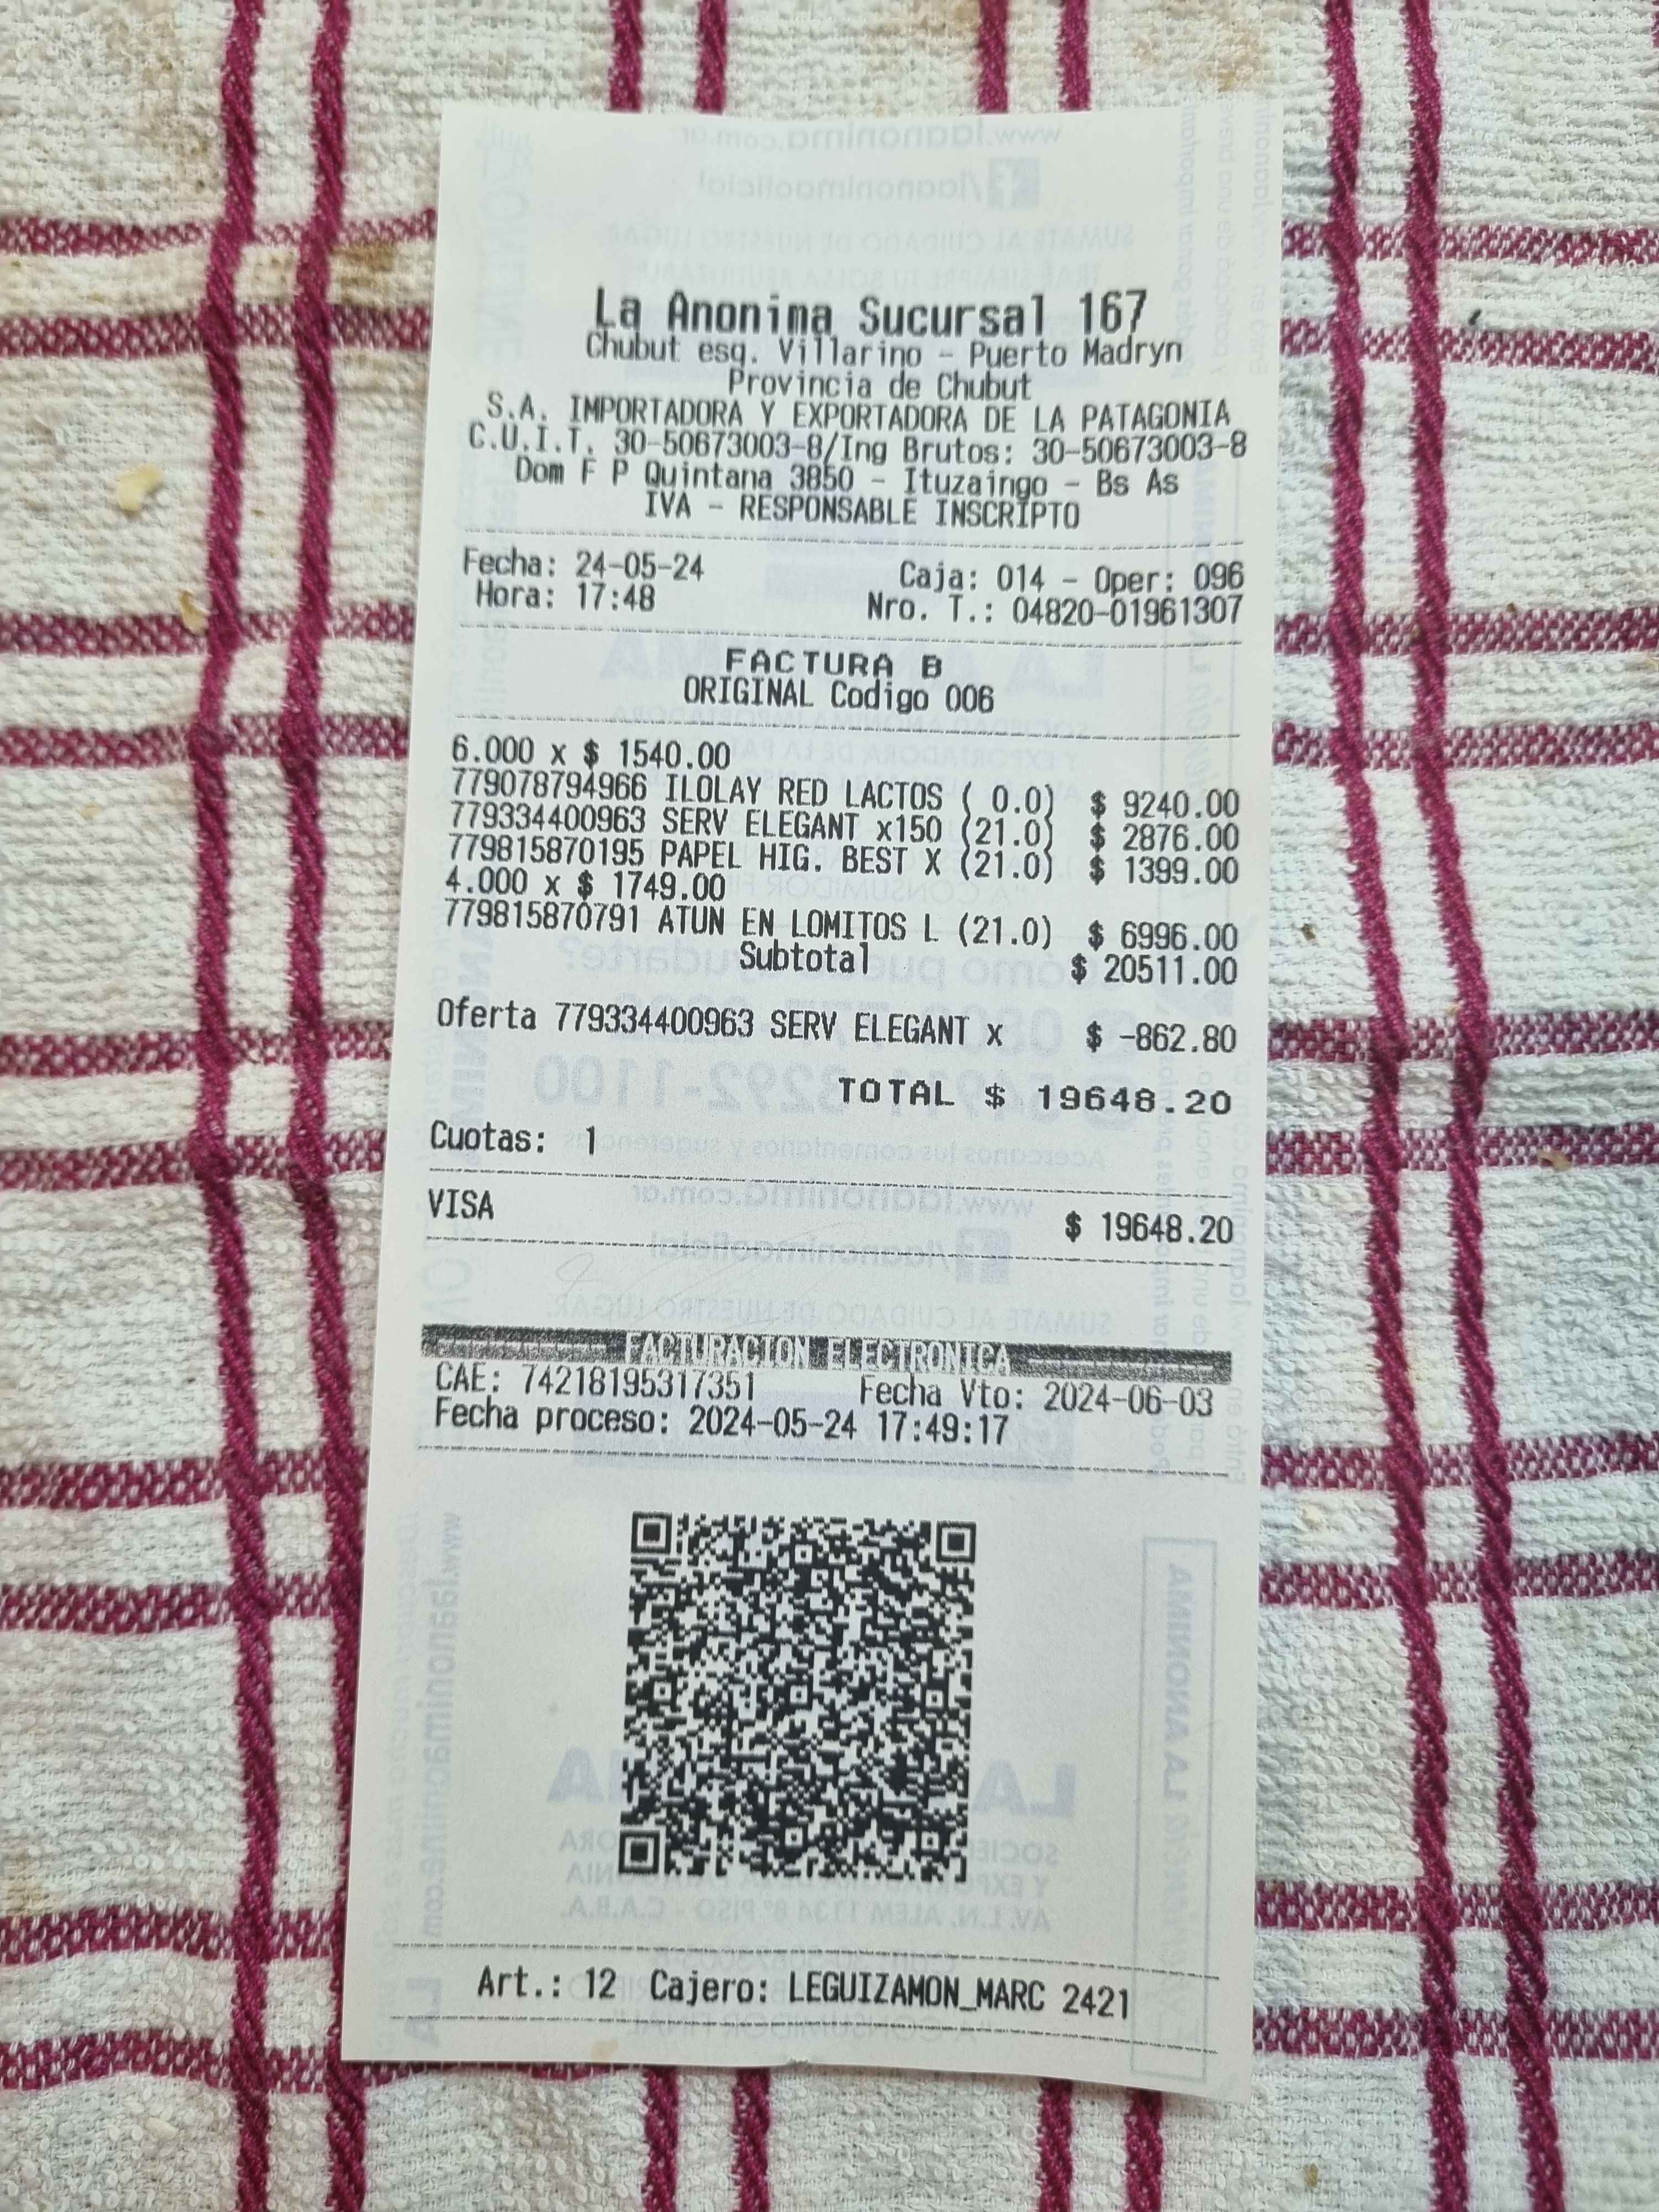 La Anonima Sucursal 167
Chubut esq. Villarino - Puerto Madryn
Provincia de Chubut
S.A. IMPORTADORA Y EXPORTADORA DE LA PATAGONIA
C.U.I.T. 30-50673003-8/Ing Brutos: 30-50673003-8
Dom F P Quintana 3850 - Ituzaingo - Bs As
IVA - RESPONSABLE INSCRIPTO
Fecha: 24-05-24 Caja: 014 - Oper: 096
Hora: 17:48 Nro. T.: 04820-01961307
FACTURA B
ORIGINAL Codigo 006
6.000 x $ 1540.00
779078794966 ILOLAY RED LACTOS ( 0.0) $ 9240.00
779334400963 SERV ELEGANT x150 (21.0) $ 2876.00
779815870195 PAPEL HIG. BEST X (21.0) $ 1399.00
4.000 x $ 1749.00
779815870791 ATUN EN LOMITOS L (21.0) $ 6996.00
Subtotal $ 20511.00
Oferta 779334400963 SERV ELEGANT x $ -862.80
TOTAL $ 19648.20
Cuotas: 1
VISA $ 19648.20
FACTURACION ELECTRONICA
CAE: 74218195317351 Fecha Vto: 2024-06-03
Fecha proceso: 2024-05-24 17:49:17
Art.: 12 Cajero: LEGUIZAMON_MARC 2421